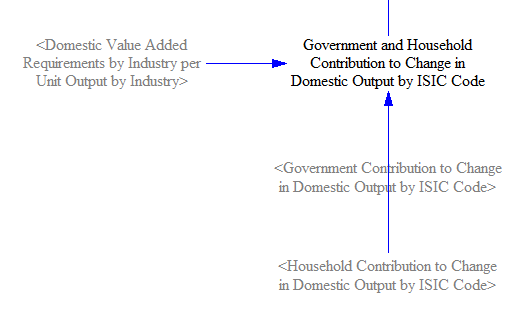 <Domestic Value Added
Requirements by Industry per
Unit Output by Industry>
Government and Household
Contribution to Change in
Domestic Output by ISIC Code
<Government Contribution to Change
in Domestic Output by ISIC Code>
<Household Contribution to Change
in Domestic Output by ISIC Code>